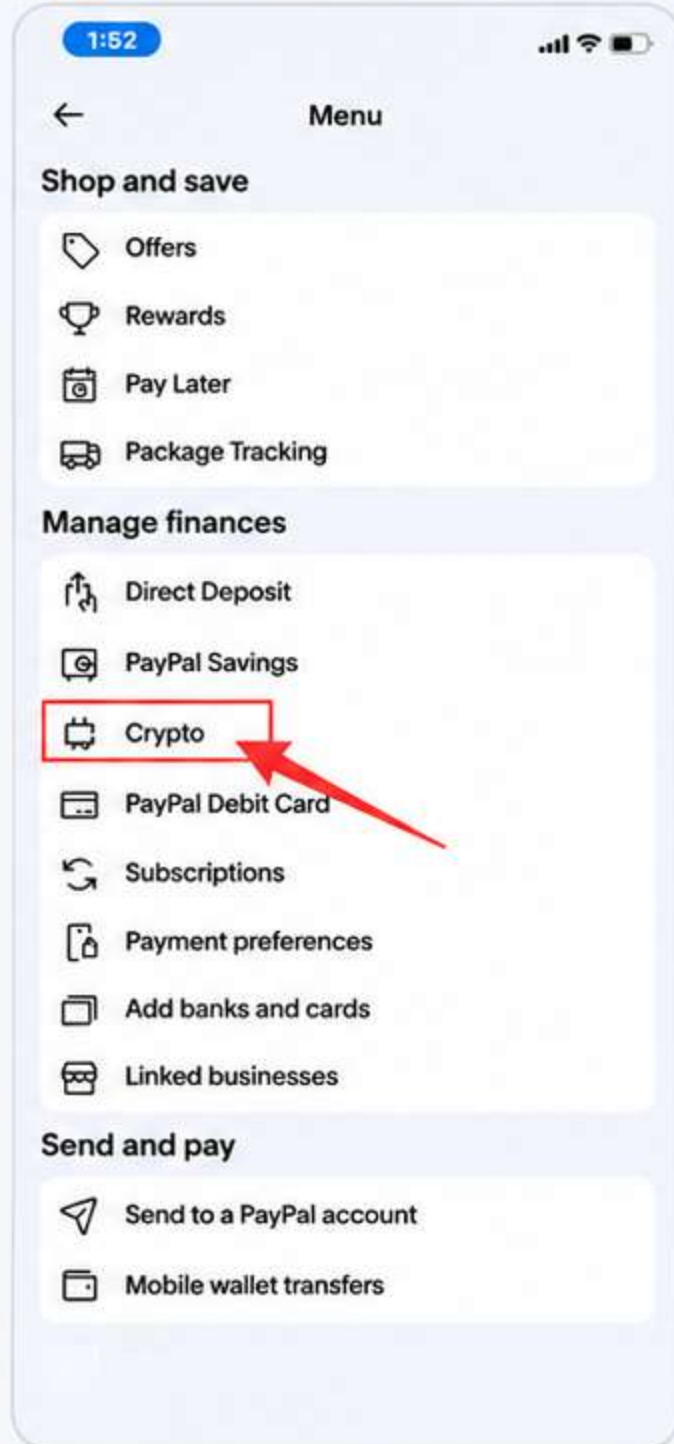 1:52
Menu
Shop and save
Offers
Rewards
Pay Later
Package Tracking
Manage finances
Direct Deposit
PayPal Savings
Crypto
PayPal Debit Card
Subscriptions
Payment preferences
Add banks and cards
Linked businesses
Send and pay
Send to a PayPal account
Mobile wallet transfers